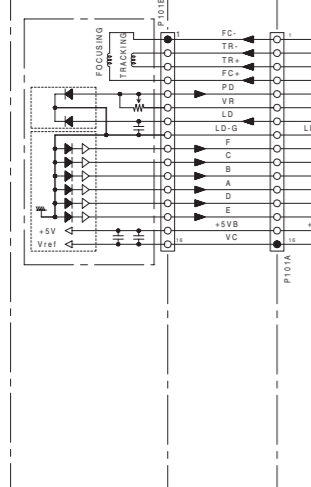 P101B
FOCUSING
TRACKING
1
FC-
TR-
TR+
FC+
PD
VR
LD
LD-G
F
C
B
A
D
E
+5V
+5VB
Vref
VC
16
1
16
P101A